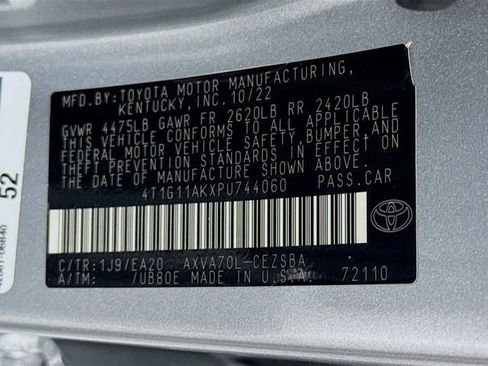 MFD.BY: TOYOTA MOTOR MANUFACTURING,
KENTUCKY, INC. 10/22
GVWR 4475LB GAWR FR 2620LB RR 2420LB
THIS VEHICLE CONFORMS TO ALL APPLICABLE
FEDERAL MOTOR VEHICLE SAFETY, BUMPER, AND
THEFT PREVENTION STANDARDS IN EFFECT ON
THE DATE OF MANUFACTURE SHOWN ABOVE.
4T1G11AKXPU744060 PASS.CAR
C/TR: 1J9/EA20 AXVA70L-CEZSBA
A/TM: /UB80E MADE IN U.S.A. 72110
TOYOTA
52